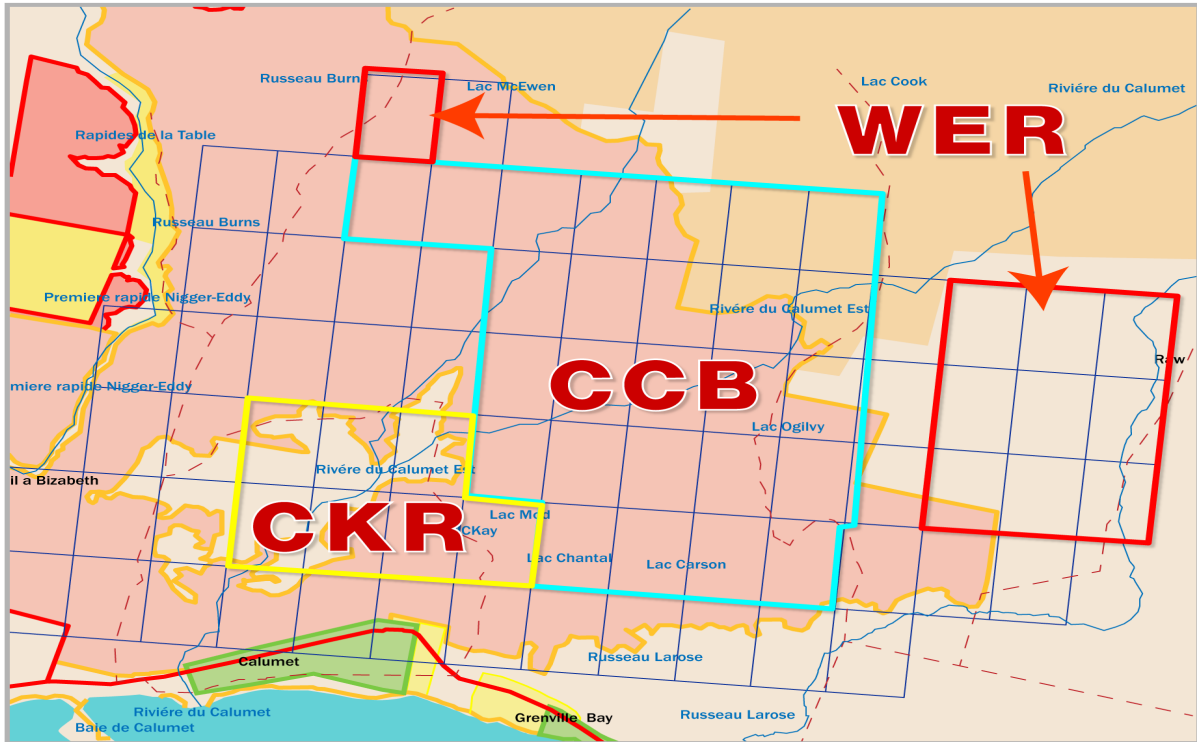 Russeau Burn
Lac McEwen
Lac Cook
Riviére du Calumet
WER
Rapides de la Table
Russeau Burns
Premiere rapide Nigger-Eddy
Rivére du Calumet Est
Raw
miere rapide Nigger-Eddy
CCB
Lac Ogilvy
il a Bizabeth
Rivére du Calumet Est
CKR
Lac Mod
CKay
Lac Chantal
Lac Carson
Calumet
Russeau Larose
Riviére du Calumet
Baie de Calumet
Grenville Bay
Russeau Larose